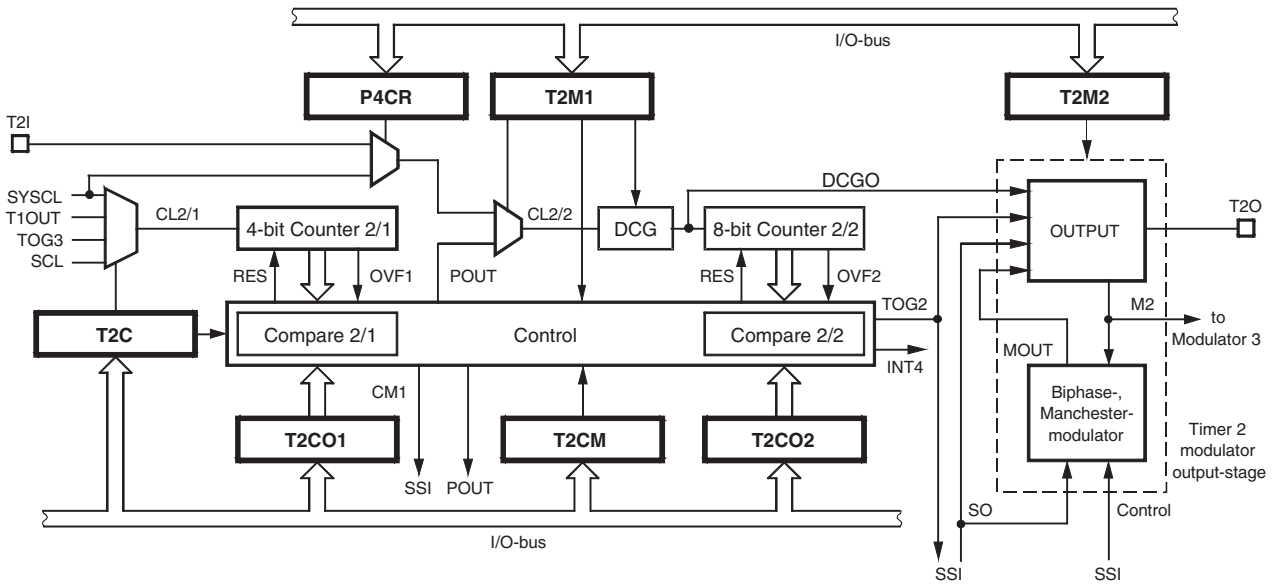 I/O-bus
P4CR
T2M1
T2M2
T2I
DCGO
SYSCL
T1OUT
TOG3
SCL
CL2/1
4-bit Counter 2/1
CL2/2
DCG
8-bit Counter 2/2
OUTPUT
T2O
RES
OVF1
POUT
RES
OVF2
TOG2
M2
to
Modulator 3
T2C
Compare 2/1
Control
Compare 2/2
MOUT
INT4
CM1
Biphase-,
Manchester-
modulator
T2CO1
T2CM
T2CO2
Timer 2
modulator
output-stage
SSI
POUT
SO
Control
I/O-bus
SSI
SSI